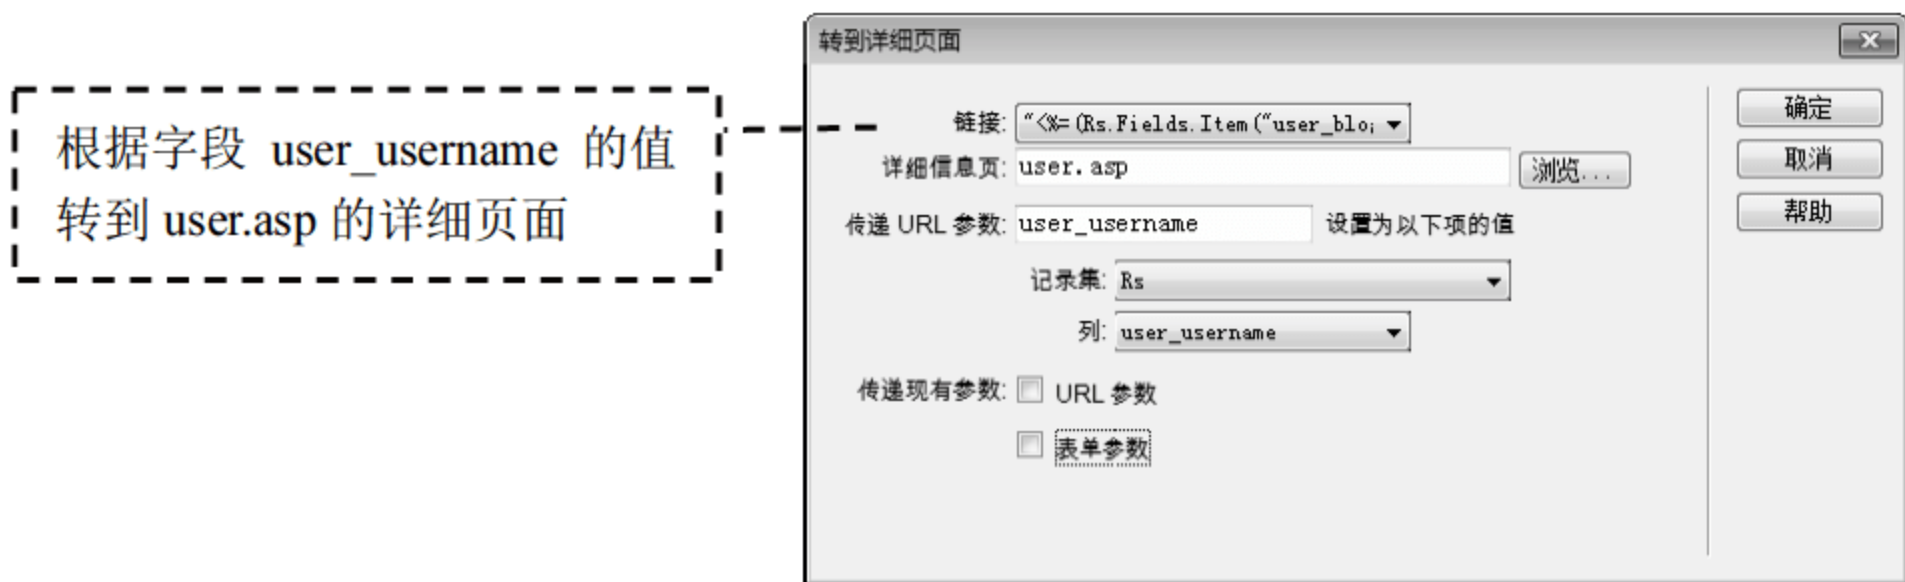 根据字段 user_username 的值
转到 user.asp 的详细页面
转到详细页面
链接: "<%=(Rs.Fields.Item("user_blo;
详细信息页: user.asp 浏览...
传递 URL 参数: user_username 设置为以下项的值
记录集: Rs
列: user_username
传递现有参数: URL 参数
表单参数
确定
取消
帮助